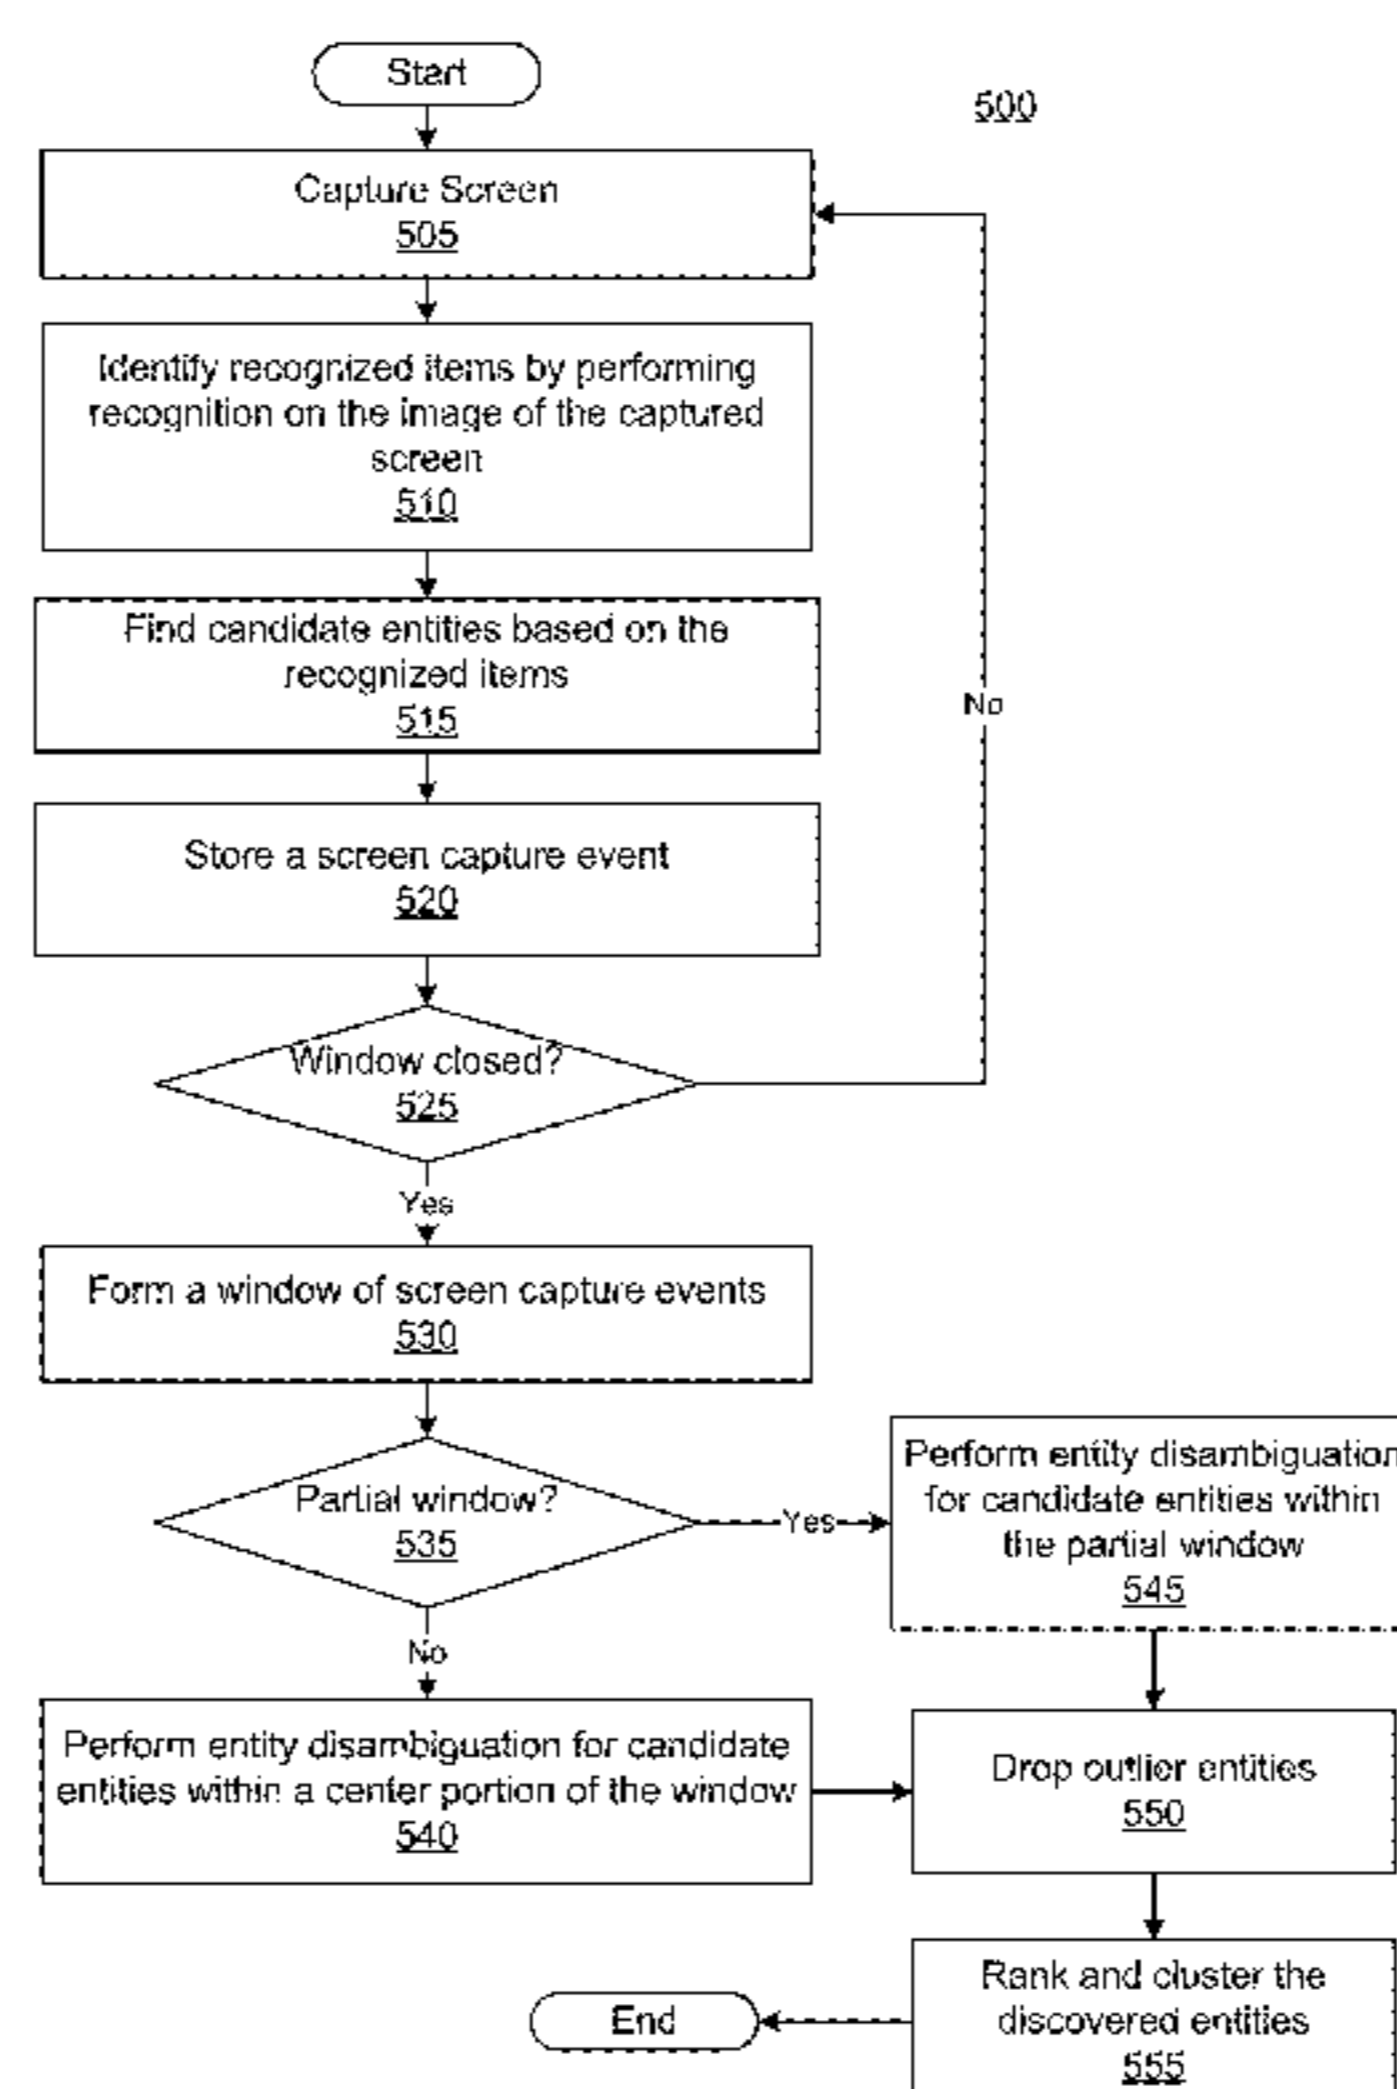 Start
500
Capture Screen
505
Identify recognized items by performing
recognition on the image of the captured
screen
510
Find candidate entities based on the
recognized items
515
No
Store a screen capture event
520
Window closed?
525
Yes
Form a window of screen capture events
530
Partial window?
535
Yes
Perform entity disambiguation
for candidate entities within
the partial window
545
No
Perform entity disambiguation for candidate
entities within a center portion of the window
540
Drop outlier entities
550
Rank and cluster the
discovered entities
555
End